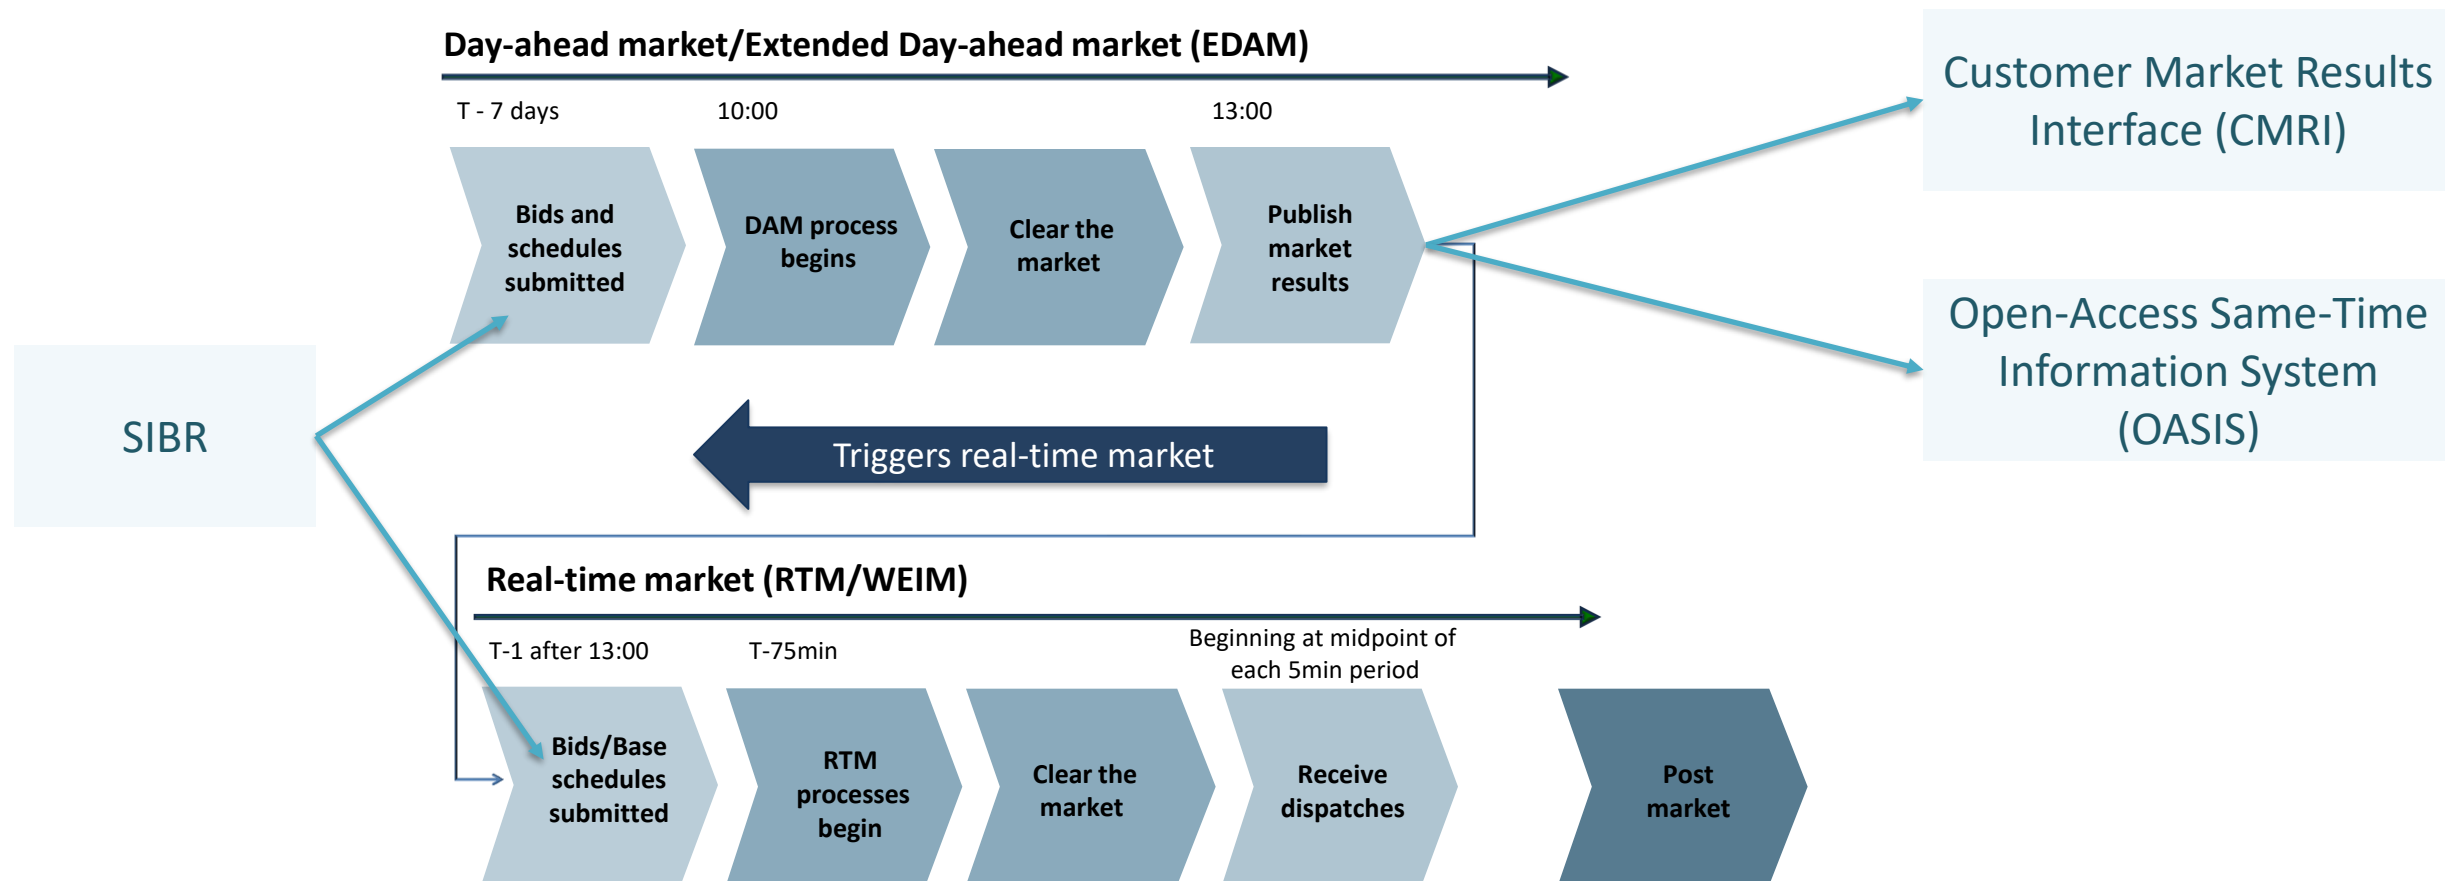 Day-ahead market/Extended Day-ahead market (EDAM)
T - 7 days
10:00
13:00
Bids and
schedules
submitted
DAM process
begins
Clear the
market
Publish
market
results
Customer Market Results
Interface (CMRI)
Open-Access Same-Time
Information System
(OASIS)
SIBR
Triggers real-time market
Real-time market (RTM/WEIM)
T-1 after 13:00
T-75min
Beginning at midpoint of
each 5min period
Bids/Base
schedules
submitted
RTM
processes
begin
Clear the
market
Receive
dispatches
Post
market